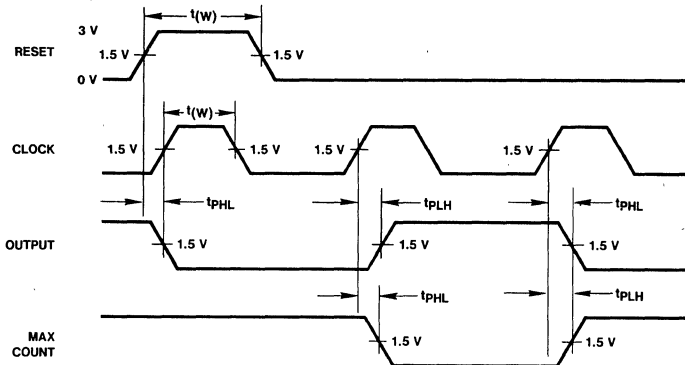 t(W)
3 V
RESET
1.5 V
1.5 V
0 V
t(W)
CLOCK
1.5 V
1.5 V
1.5 V
1.5 V
tPHL
tPLH
tPHL
OUTPUT
1.5 V
1.5 V
1.5 V
tPHL
tPLH
MAX
COUNT
1.5 V
1.5 V